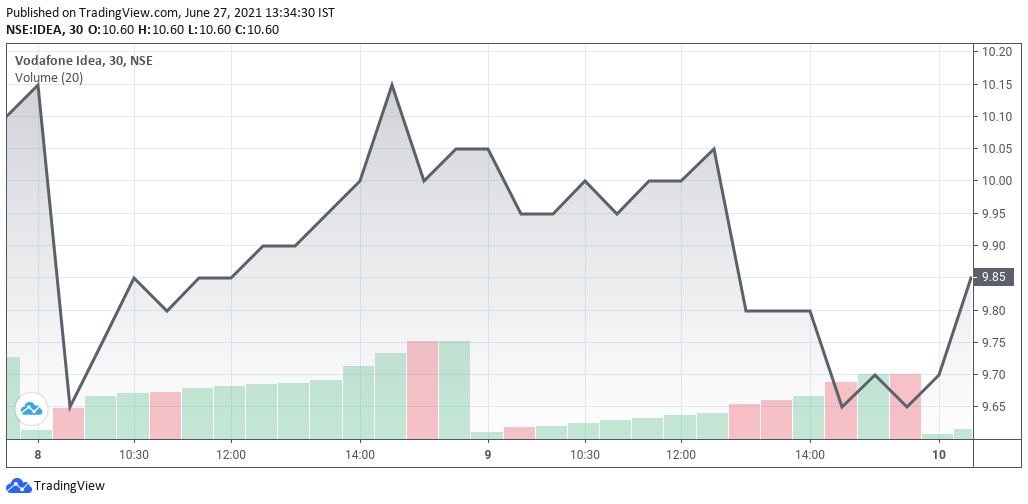 Published on TradingView.com, June 27, 2021 13:34:30 IST
NSE:IDEA, 30 O:10.60 H:10.60 L:10.60 C:10.60
Vodafone Idea, 30, NSE
Volume (20)
10.20
10.15
10.10
10.05
10.00
9.95
9.90
9.85
9.80
9.75
9.70
9.65
8 10:30 12:00 14:00 9 10:30 12:00 14:00 10
TradingView